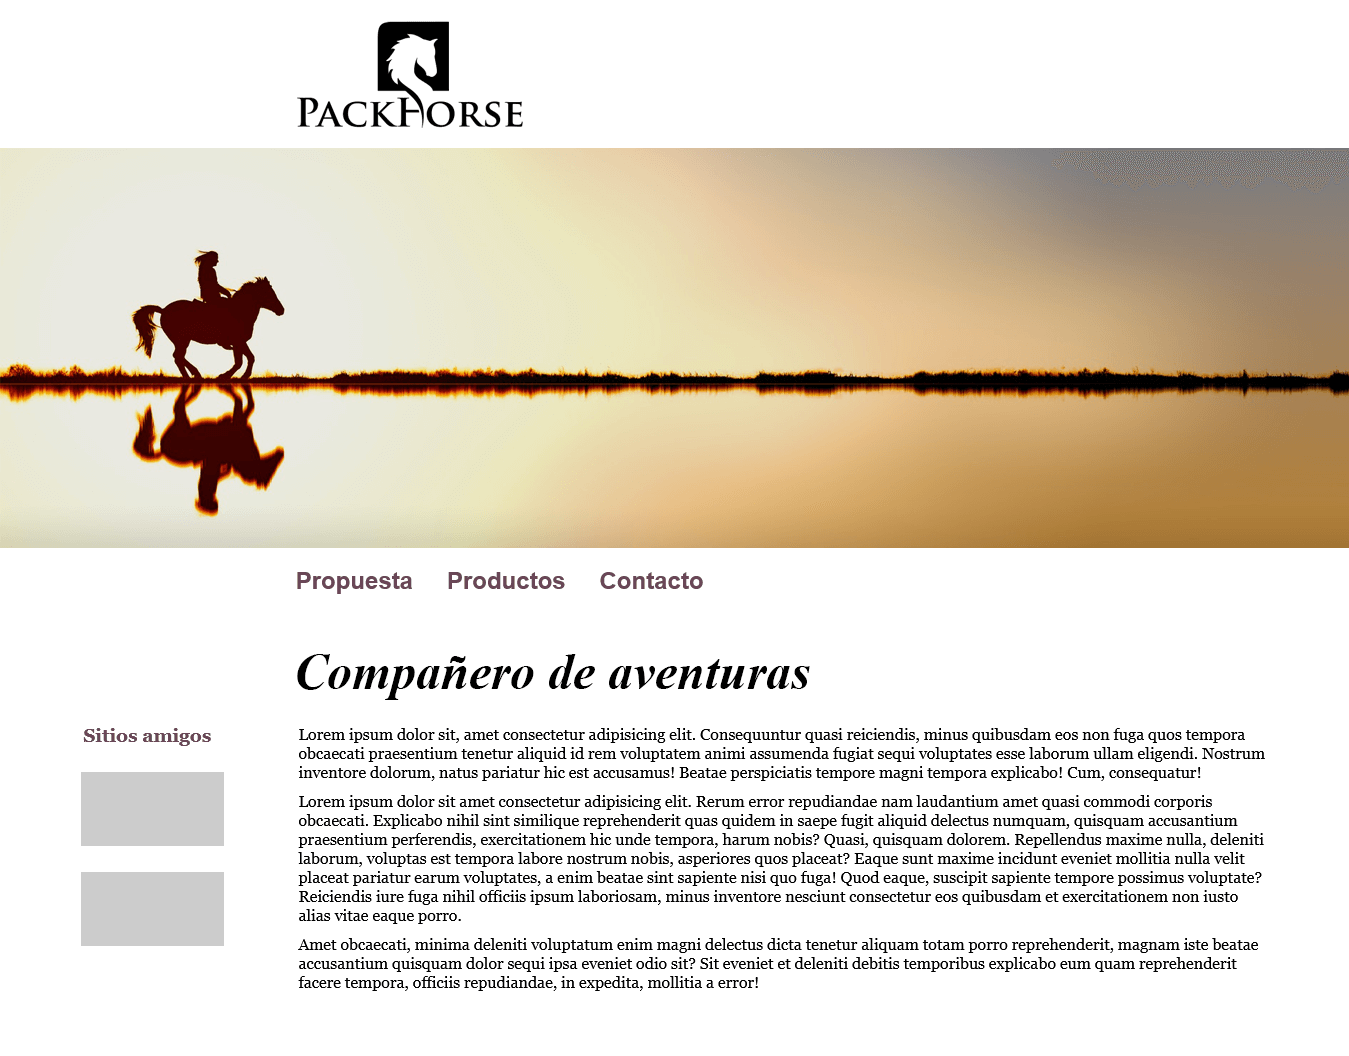 PACKHORSE
Propuesta Productos Contacto
Compañero de aventuras
Sitios amigos
Lorem ipsum dolor sit, amet consectetur adipisicing elit. Consequuntur quasi reiciendis, minus quibusdam eos non fuga quos tempora
obcaecati praesentium tenetur aliquid id rem voluptatem animi assumenda fugiat sequi voluptates esse laborum ullam eligendi. Nostrum
inventore dolorum, natus pariatur hic est accusamus! Beatae perspiciatis tempore magni tempora explicabo! Cum, consequatur!
Lorem ipsum dolor sit amet consectetur adipisicing elit. Rerum error repudiandae nam laudantium amet quasi commodi corporis
obcaecati. Explicabo nihil sint similique reprehenderit quas quidem in saepe fugit aliquid delectus numquam, quisquam accusantium
praesentium perferendis, exercitationem hic unde tempora, harum nobis? Quasi, quisquam dolorem. Repellendus maxime nulla, deleniti
laborum, voluptas est tempora labore nostrum nobis, asperiores quos placeat? Eaque sunt maxime incidunt eveniet mollitia nulla velit
placeat pariatur earum voluptates, a enim beatae sint sapiente nisi quo fuga! Quod eaque, suscipit sapiente tempore possimus voluptate?
Reiciendis iure fuga nihil officiis ipsum laboriosam, minus inventore nesciunt consectetur eos quibusdam et exercitationem non iusto
alias vitae eaque porro.
Amet obcaecati, minima deleniti voluptatum enim magni delectus dicta tenetur aliquam totam porro reprehenderit, magnam iste beatae
accusantium quisquam dolor sequi ipsa eveniet odio sit? Sit eveniet et deleniti debitis temporibus explicabo eum quam reprehenderit
facere tempora, officiis repudiandae, in expedita, mollitia a error!